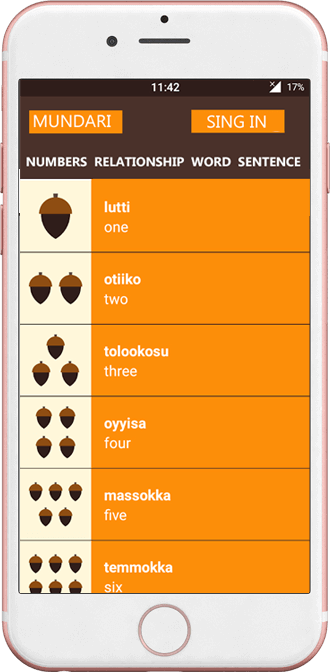 11:42
17%
MUNDARI SING IN
NUMBERS RELATIONSHIP WORD SENTENCE
lutti
one
otiiko
two
tolookosu
three
oyyisa
four
massokka
five
temmokka
six